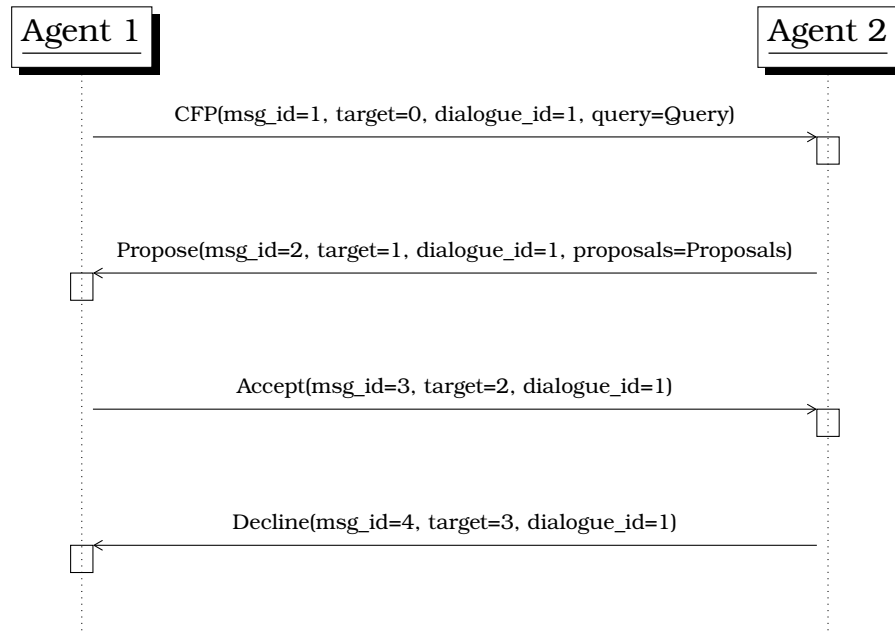 Agent 1
Agent 2
CFP(msg_id=1, target=0, dialogue_id=1, query=Query)
Propose(msg_id=2, target=1, dialogue_id=1, proposals=Proposals)
Accept(msg_id=3, target=2, dialogue_id=1)
Decline(msg_id=4, target=3, dialogue_id=1)